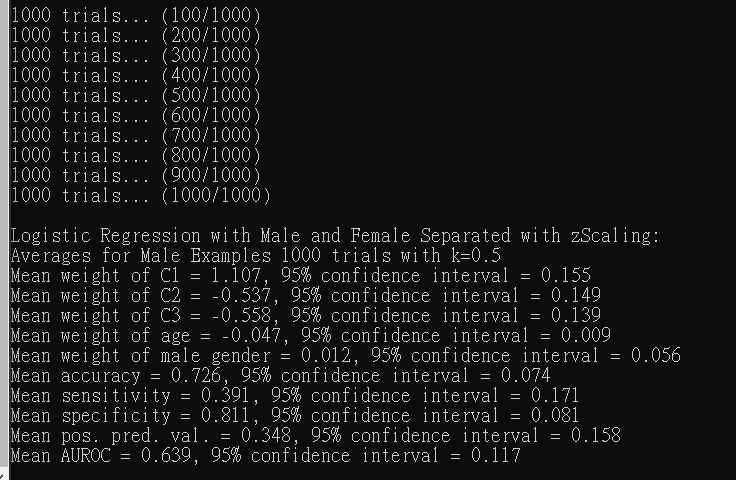 1000 trials... (100/1000)
1000 trials... (200/1000)
1000 trials... (300/1000)
1000 trials... (400/1000)
1000 trials... (500/1000)
1000 trials... (600/1000)
1000 trials... (700/1000)
1000 trials... (800/1000)
1000 trials... (900/1000)
1000 trials... (1000/1000)
Logistic Regression with Male and Female Separated with zScaling:
Averages for Male Examples 1000 trials with k=0.5
Mean weight of C1 = 1.107, 95% confidence interval = 0.155
Mean weight of C2 = -0.537, 95% confidence interval = 0.149
Mean weight of C3 = -0.558, 95% confidence interval = 0.139
Mean weight of age = -0.047, 95% confidence interval = 0.009
Mean weight of male gender = 0.012, 95% confidence interval = 0.056
Mean accuracy = 0.726, 95% confidence interval = 0.074
Mean sensitivity = 0.391, 95% confidence interval = 0.171
Mean specificity = 0.811, 95% confidence interval = 0.081
Mean pos. pred. val. = 0.348, 95% confidence interval = 0.158
Mean AUROC = 0.639, 95% confidence interval = 0.117